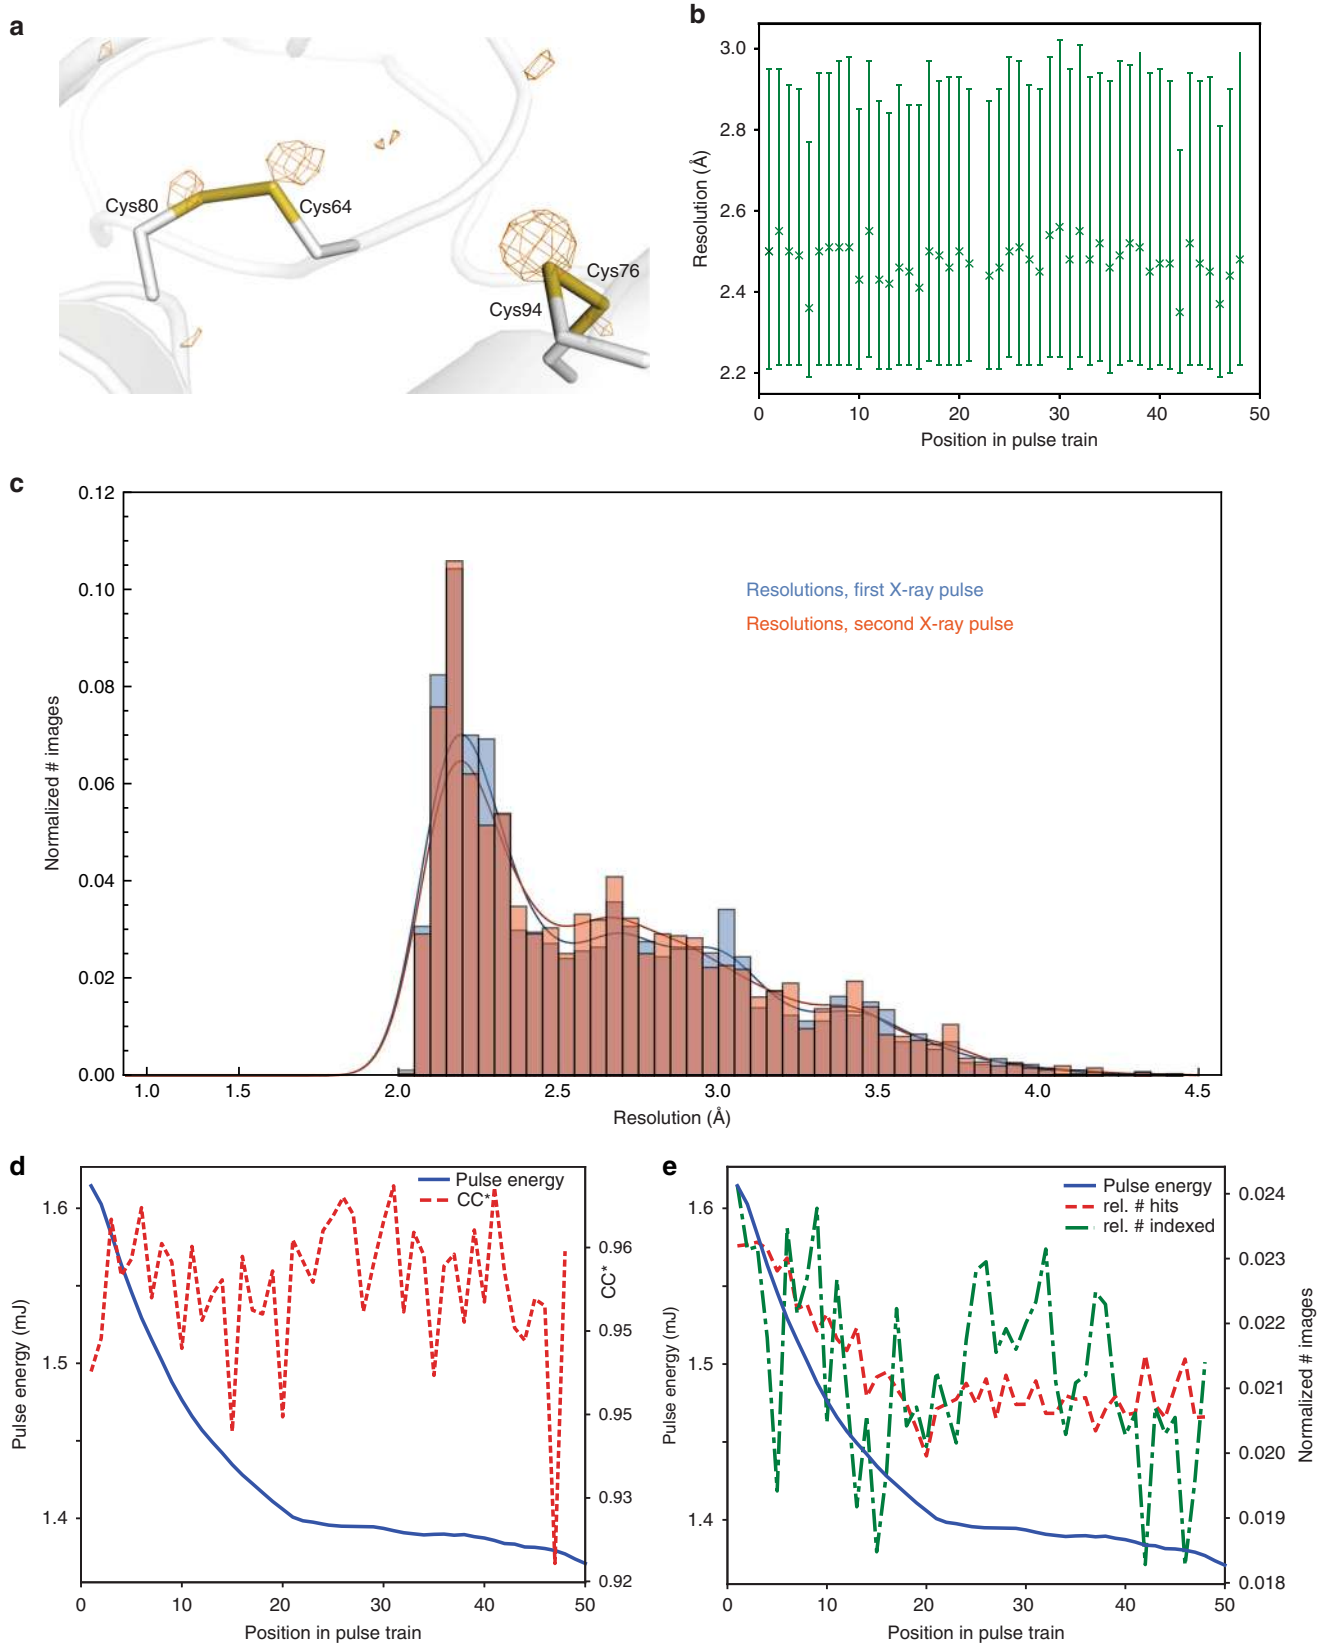 a
Cys80
Cys64
Cys76
Cys94
b
Resolution (Å)
3.0
2.8
2.6
2.4
2.2
0 10 20 30 40 50
Position in pulse train
c
Normalized # images
0.12
0.10
0.08
0.06
0.04
0.02
0.00
Resolutions, first X-ray pulse
Resolutions, second X-ray pulse
1.0 1.5 2.0 2.5 3.0 3.5 4.0 4.5
Resolution (Å)
d
Pulse energy (mJ)
1.6
1.5
1.4
Pulse energy
CC*
CC*
0.96
0.95
0.95
0.93
0.92
0 10 20 30 40 50
Position in pulse train
e
Pulse energy (mJ)
1.6
1.5
1.4
Pulse energy
rel. # hits
rel. # indexed
0.024
0.023
0.022
0.021
0.020
0.019
0.018
Normalized # images
0 10 20 30 40 50
Position in pulse train